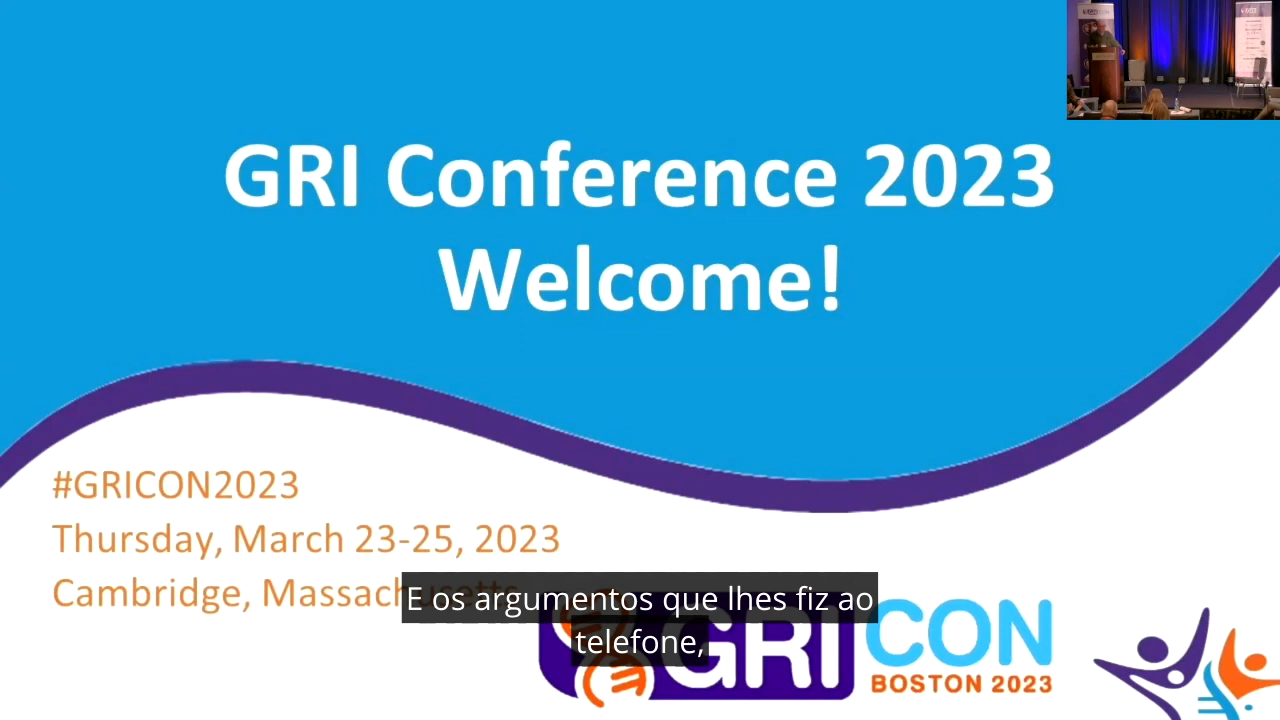 GRI Conference 2023
Welcome!
#GRICON2023
Thursday, March 23-25, 2023
Cambridge, Massachusetts
E os argumentos que lhes fiz ao
telefone,
GRI CON
BOSTON 2023